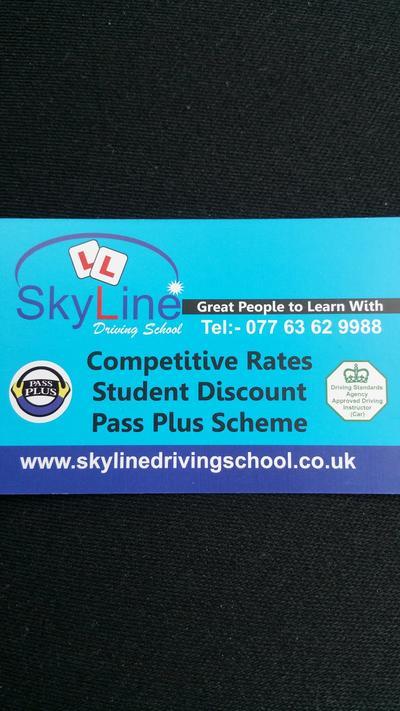 L L
SkyLine
Driving School
Great People to Learn With
Tel:- 077 63 62 9988
Competitive Rates
Student Discount
Pass Plus Scheme
PASS
PLUS
Driving Standards
Agency
Approved Driving
Instructor
(Car)
www.skylinedrivingschool.co.uk